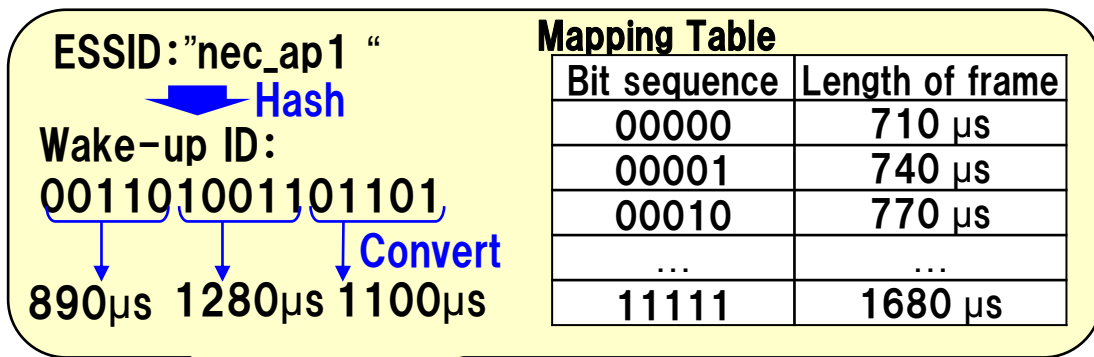 ESSID:”nec_ap1 “
Hash
Wake-up ID:
001101001101101
Convert
890μs 1280μs 1100μs
Mapping Table
Bit sequence Length of frame
00000 710 μs
00001 740 μs
00010 770 μs
... ...
11111 1680 μs